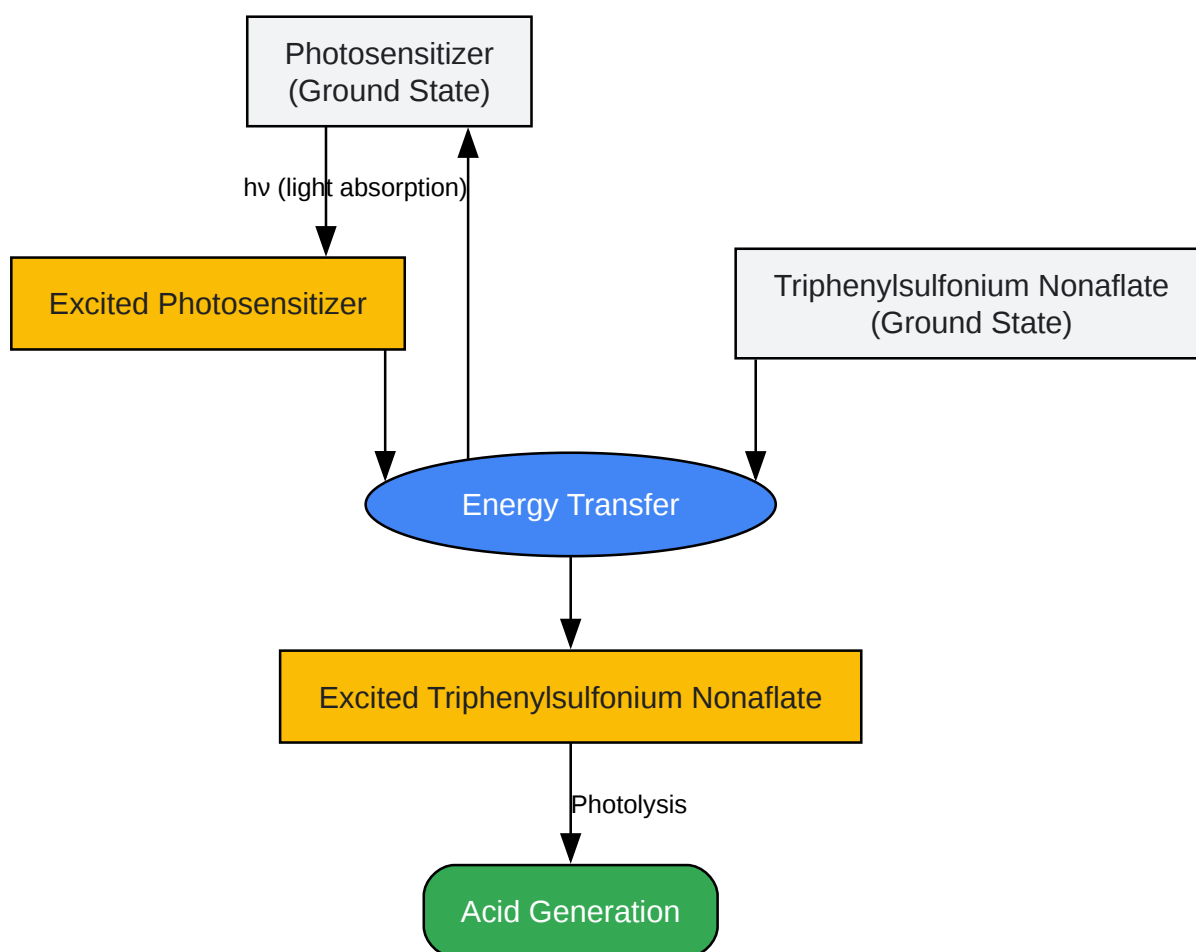 Photosensitizer
(Ground State)
hν (light absorption)
Excited Photosensitizer
Triphenylsulfonium Nonaflate
(Ground State)
Energy Transfer
Excited Triphenylsulfonium Nonaflate
Photolysis
Acid Generation